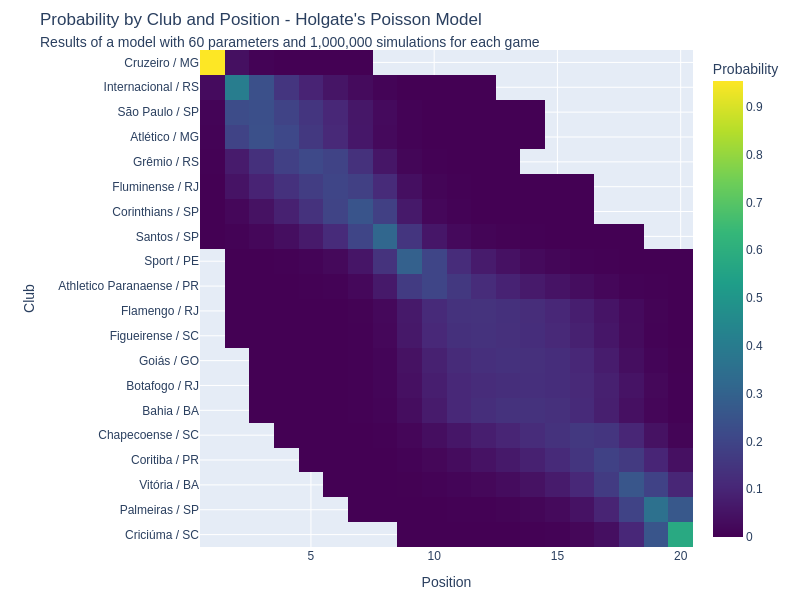 Probability by Club and Position - Holgate's Poisson Model
Results of a model with 60 parameters and 1,000,000 simulations for each game
Probability
Cruzeiro / MG
Internacional / RS
São Paulo / SP
Atlético / MG
Grêmio / RS
Fluminense / RJ
Corinthians / SP
Santos / SP
Sport / PE
Athletico Paranaense / PR
Flamengo / RJ
Figueirense / SC
Goiás / GO
Botafogo / RJ
Bahia / BA
Chapecoense / SC
Coritiba / PR
Vitória / BA
Palmeiras / SP
Criciúma / SC
Club
5 10 15 20
Position
0.9
0.8
0.7
0.6
0.5
0.4
0.3
0.2
0.1
0